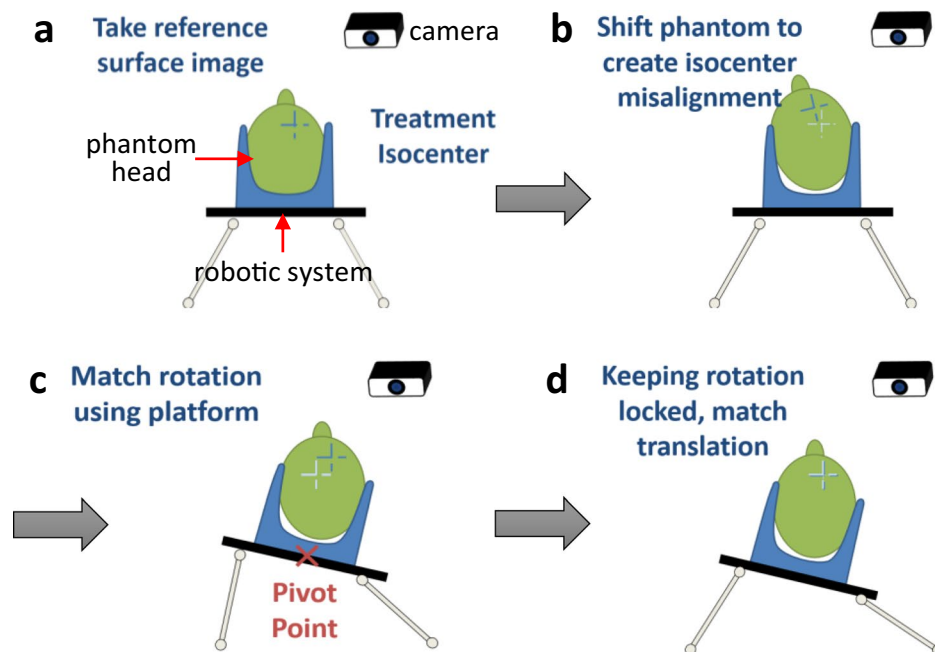 a
Take reference
surface image
camera
Treatment
Isocenter
phantom
head
robotic system
b
Shift phantom to
create isocenter
misalignment
c
Match rotation
using platform
Pivot
Point
d
Keeping rotation
locked, match
translation